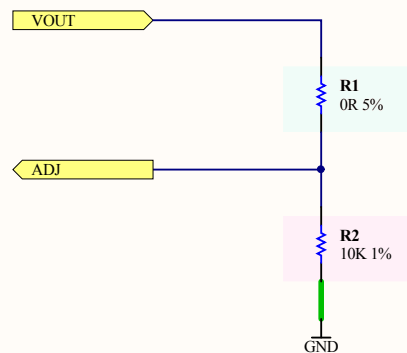 VOUT
R1
0R 5%
ADJ
R2
10K 1%
GND